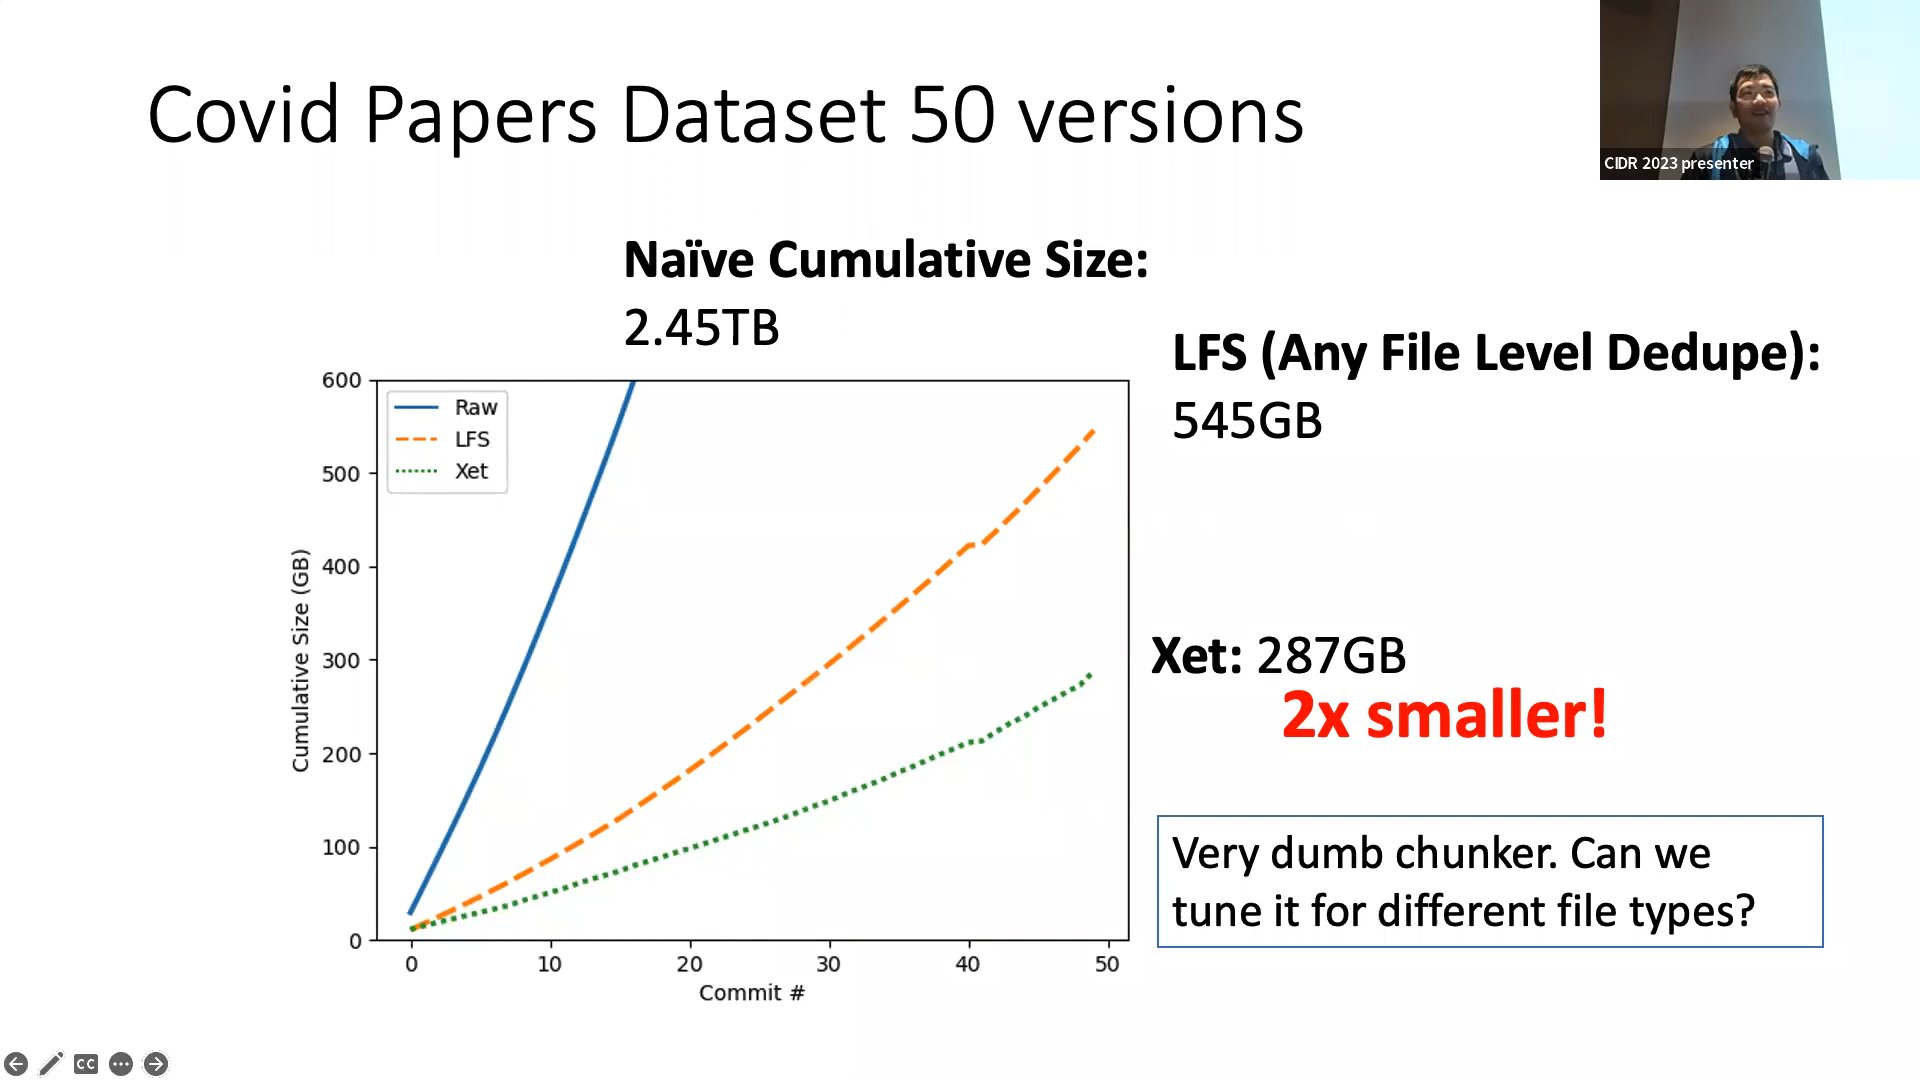 Covid Papers Dataset 50 versions
CIDR 2023 presenter
Naïve Cumulative Size:
2.45TB
LFS (Any File Level Dedupe):
545GB
Xet: 287GB
2x smaller!
Very dumb chunker. Can we
tune it for different file types?
Raw
LFS
Xet
Cumulative Size (GB)
600
500
400
300
200
100
0
0 10 20 30 40 50
Commit #
CC